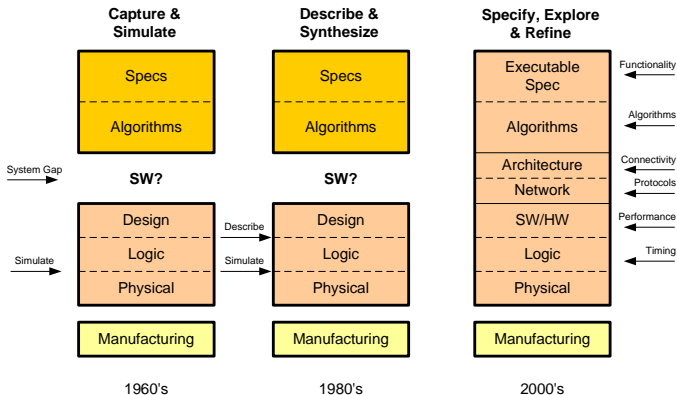 Capture &
Simulate
Describe &
Synthesize
Specify, Explore
& Refine
Specs
Algorithms
Specs
Algorithms
Executable
Spec
Algorithms
Architecture
Network
SW/HW
Logic
Physical
Functionality
Algorithms
Connectivity
Protocols
Performance
Timing
System Gap
SW?
SW?
Design
Logic
Physical
Describe
Simulate
Design
Logic
Physical
Simulate
Manufacturing
Manufacturing
Manufacturing
1960's
1980's
2000's